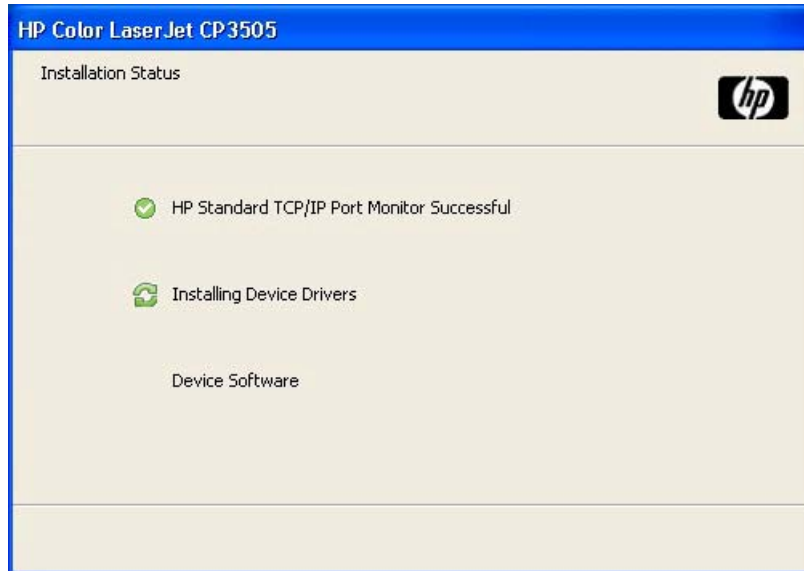 HP Color LaserJet CP3505
Installation Status
hp
HP Standard TCP/IP Port Monitor Successful
Installing Device Drivers
Device Software